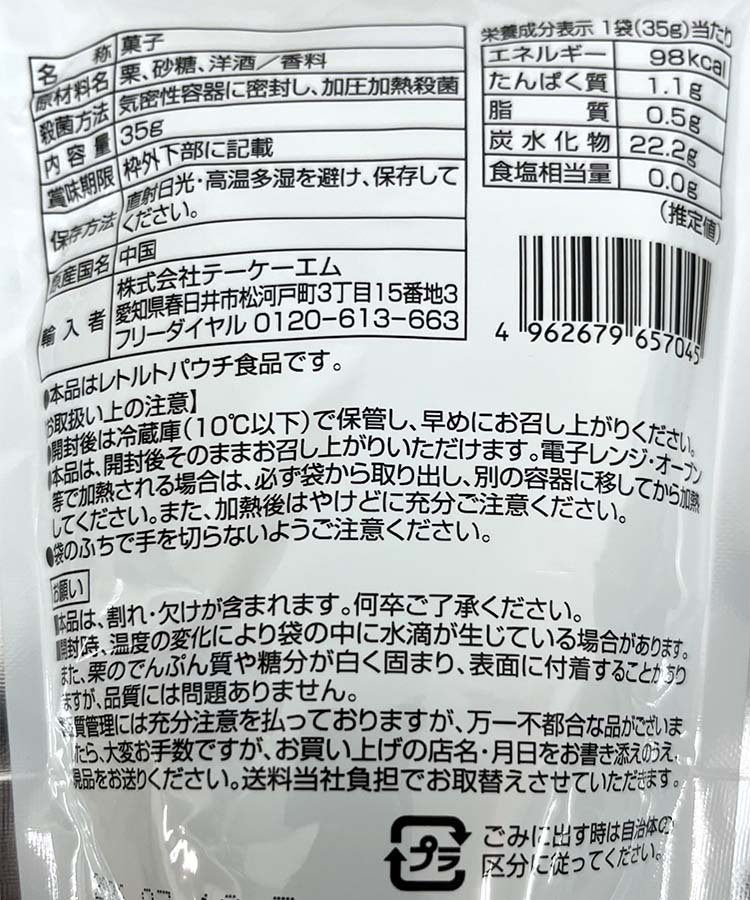 名称 菓子
原材料名 栗、砂糖、洋酒/香料
殺菌方法 気密性容器に密封し、加圧加熱殺菌
内容量 35g
賞味期限 枠外下部に記載
保存方法 直射日光・高温多湿を避け、保存して
ください。
原産国名 中国
輸入者 株式会社テーケーエム
愛知県春日井市松河戸町3丁目15番地3
フリーダイヤル 0120-613-663
栄養成分表示 1袋(35g)当たり
エネルギー 98kcal
たんぱく質 1.1g
脂質 0.5g
炭水化物 22.2g
食塩相当量 0.0g
(推定値)
4 962679 657045
●本品はレトルトパウチ食品です。
【お取扱い上の注意】
●開封後は冷蔵庫(10℃以下)で保管し、早めにお召し上がりください。
●本品は、開封後そのままお召し上がりいただけます。電子レンジ・オーブン
等で加熱される場合は、必ず袋から取り出し、別の容器に移してから加熱
してください。また、加熱後はやけどに充分ご注意ください。
●袋のふちで手を切らないようご注意ください。
お願い
■本品は、割れ・欠けが含まれます。何卒ご了承ください。
■開封時、温度の変化により袋の中に水滴が生じている場合があります。
また、栗のでんぷん質や糖分が白く固まり、表面に付着することがあり
ますが、品質には問題ありません。
品質管理には充分注意を払っておりますが、万一不都合な品がございま
したら、大変お手数ですが、お買い上げの店名・月日をお書き添えのうえ、
現品をお送りください。送料当社負担でお取替えさせていただきます。
プラ
ごみに出す時は自治体の
区分に従ってください。